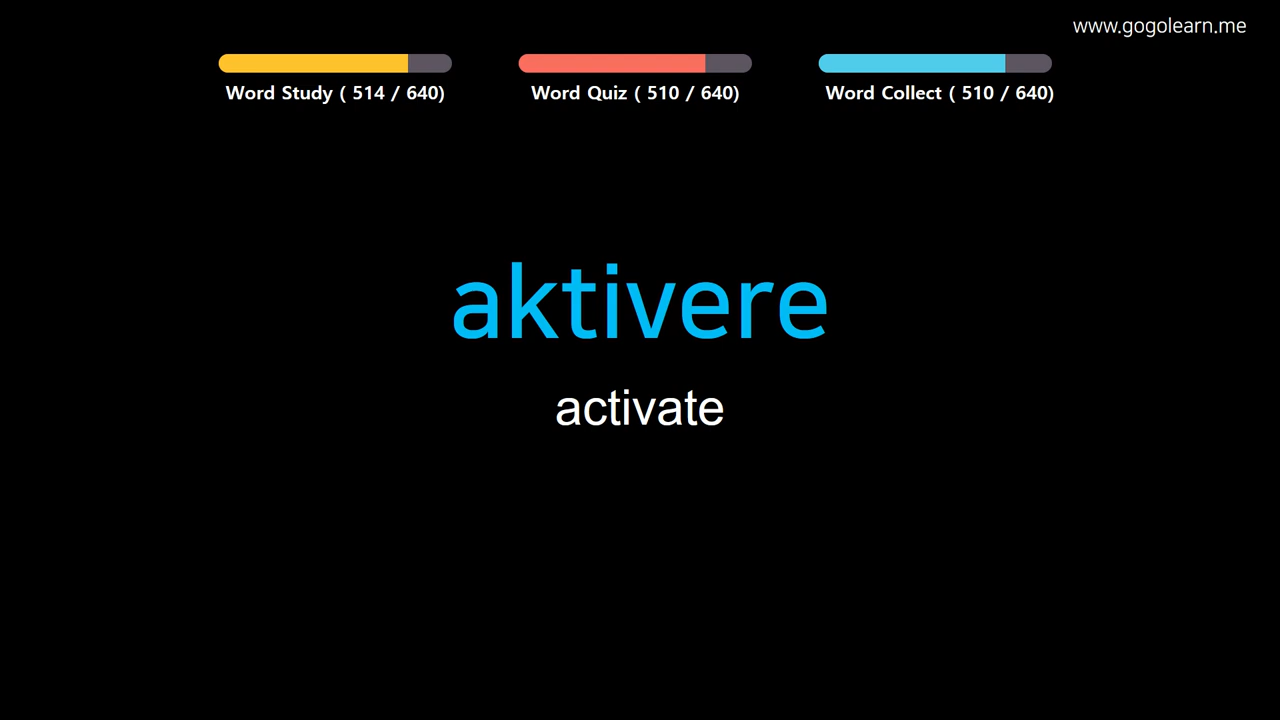 www.gogolearn.me
Word Study ( 514 / 640)
Word Quiz ( 510 / 640)
Word Collect ( 510 / 640)
aktivere
activate